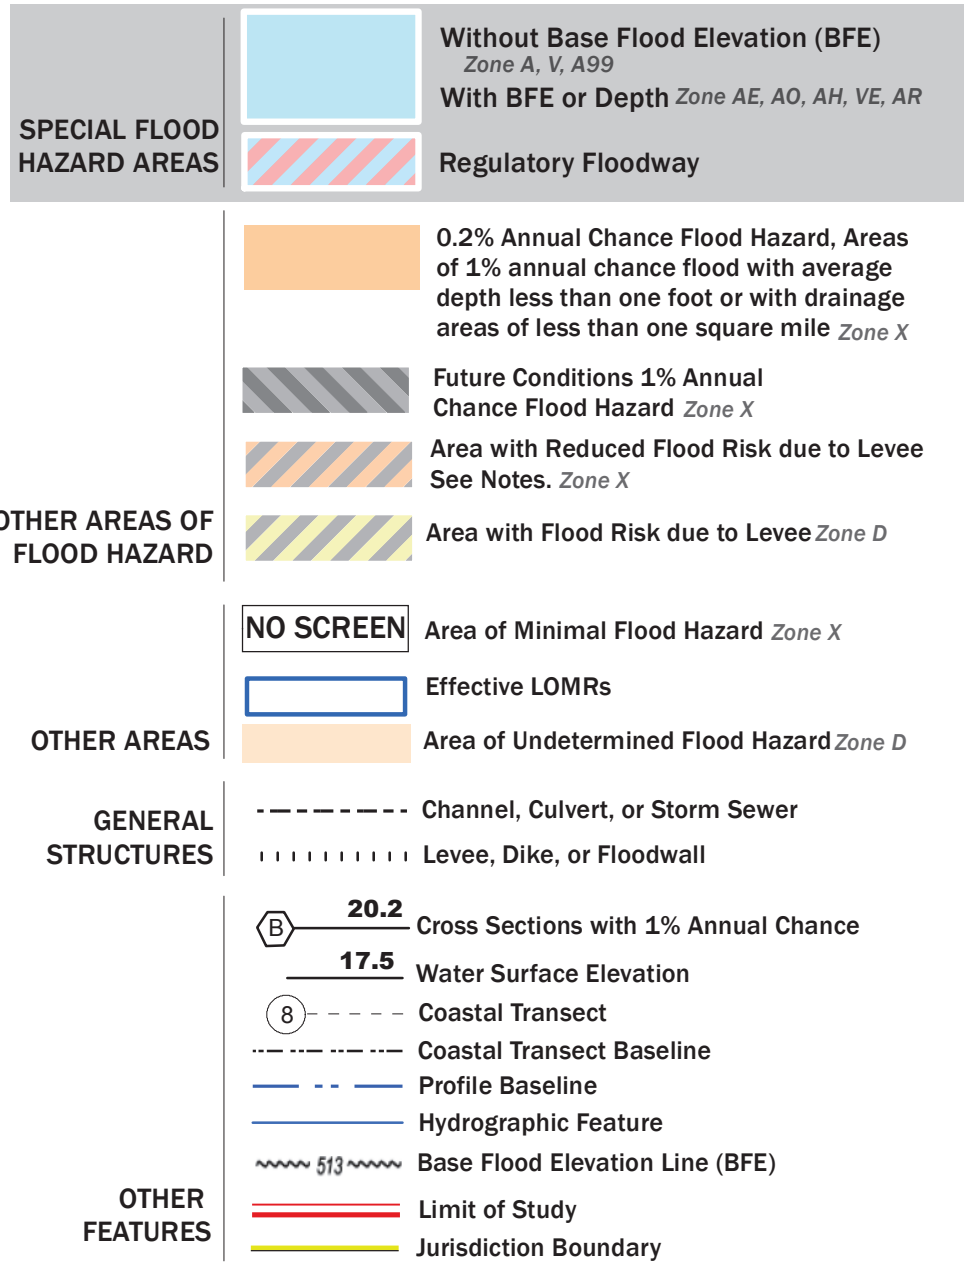 SPECIAL FLOOD
HAZARD AREAS
Without Base Flood Elevation (BFE)
Zone A, V, A99
With BFE or Depth Zone AE, AO, AH, VE, AR
Regulatory Floodway
OTHER AREAS OF
FLOOD HAZARD
0.2% Annual Chance Flood Hazard, Areas
of 1% annual chance flood with average
depth less than one foot or with drainage
areas of less than one square mile Zone X
Future Conditions 1% Annual
Chance Flood Hazard Zone X
Area with Reduced Flood Risk due to Levee
See Notes. Zone X
Area with Flood Risk due to Levee Zone D
OTHER AREAS
NO SCREEN Area of Minimal Flood Hazard Zone X
Effective LOMRs
Area of Undetermined Flood Hazard Zone D
GENERAL
STRUCTURES
Channel, Culvert, or Storm Sewer
Levee, Dike, or Floodwall
OTHER
FEATURES
B 20.2 Cross Sections with 1% Annual Chance
17.5 Water Surface Elevation
8 Coastal Transect
Coastal Transect Baseline
Profile Baseline
Hydrographic Feature
513 Base Flood Elevation Line (BFE)
Limit of Study
Jurisdiction Boundary